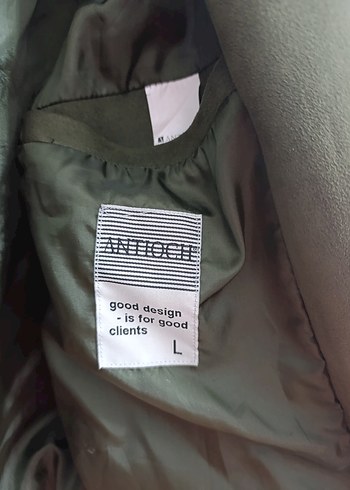 ANTIOCH
good design
- is for good
clients
L